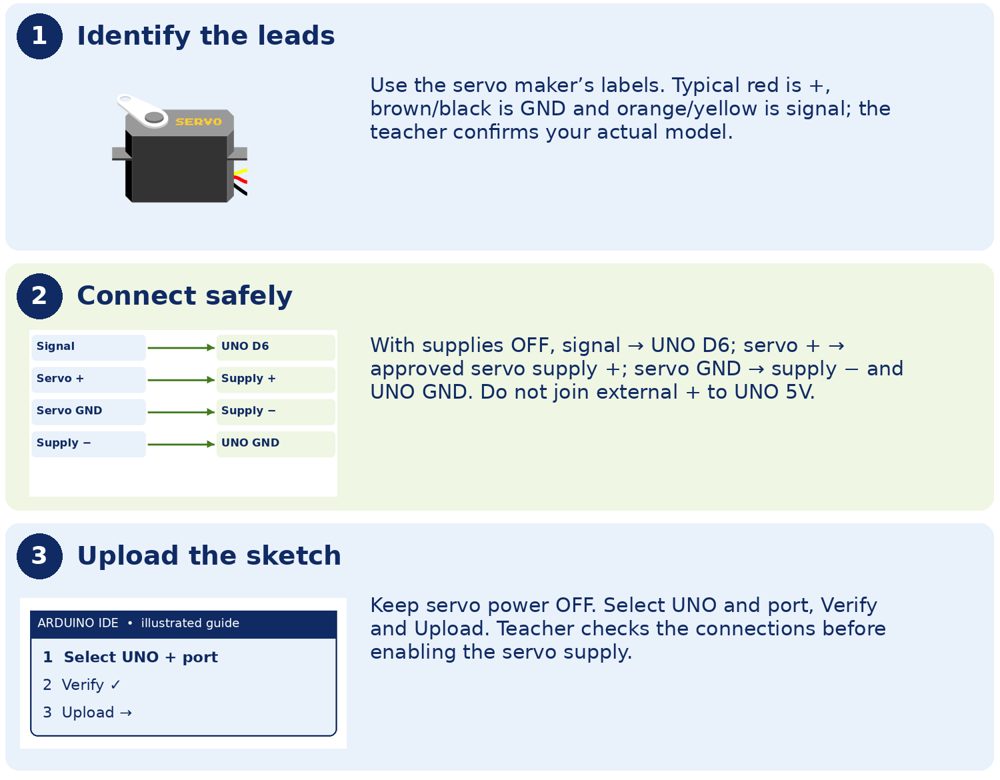 1 Identify the leads
SERVO
Use the servo maker’s labels. Typical red is +,
brown/black is GND and orange/yellow is signal; the
teacher confirms your actual model.
2 Connect safely
Signal → UNO D6
Servo + → Supply +
Servo GND → Supply −
Supply − → UNO GND
With supplies OFF, signal → UNO D6; servo + →
approved servo supply +; servo GND → supply − and
UNO GND. Do not join external + to UNO 5V.
3 Upload the sketch
ARDUINO IDE • illustrated guide
1 Select UNO + port
2 Verify ✓
3 Upload →
Keep servo power OFF. Select UNO and port, Verify
and Upload. Teacher checks the connections before
enabling the servo supply.